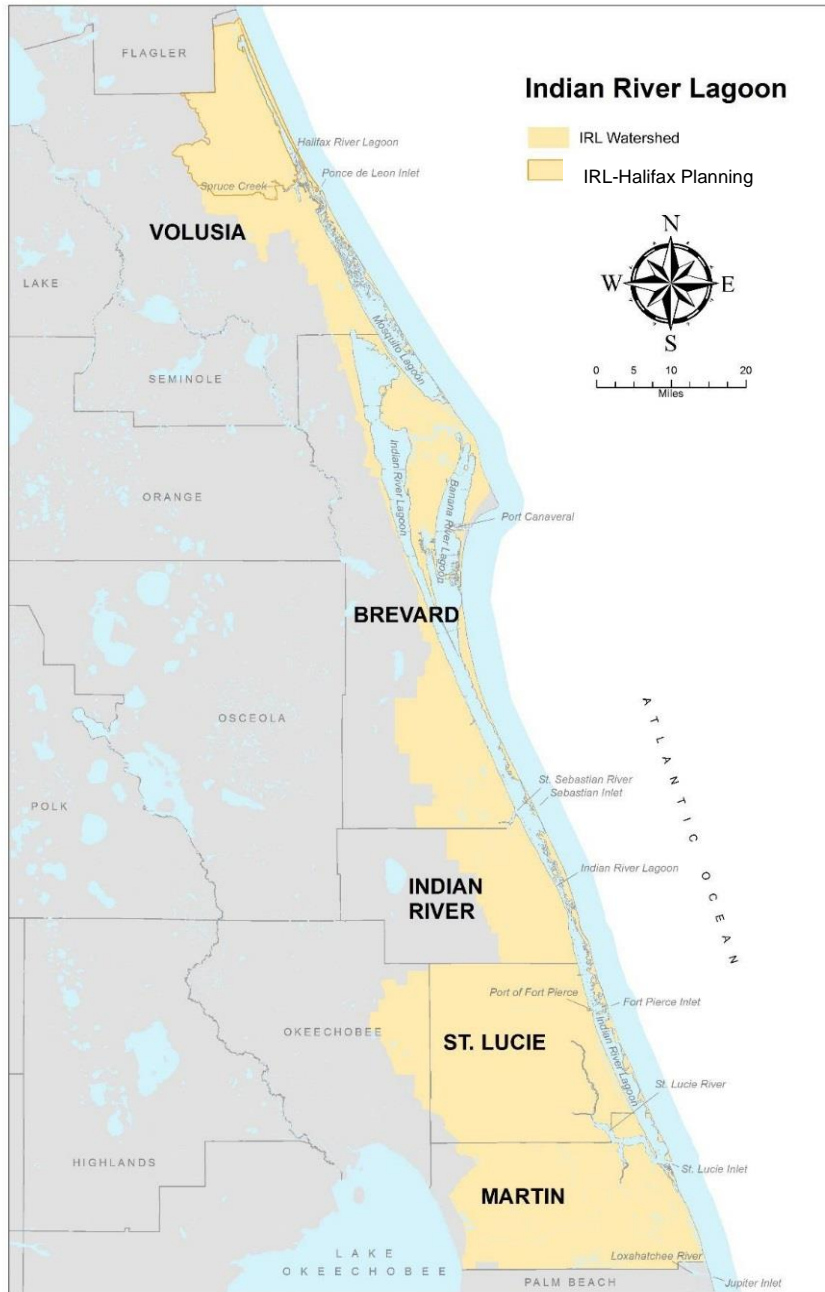 FLAGLER
Indian River Lagoon
IRL Watershed
IRL-Halifax Planning
Halifax River Lagoon
Ponce de Leon Inlet
Spruce Creek
VOLUSIA
N
W
E
S
LAKE
0 5 10 20
Miles
Mosquito Lagoon
SEMINOLE
ORANGE
Indian River Lagoon
Banana River Lagoon
Port Canaveral
BREVARD
OSCEOLA
ATLANTIC OCEAN
St. Sebastian River
Sebastian Inlet
POLK
Indian River Lagoon
INDIAN
RIVER
Port of Fort Pierce
Fort Pierce Inlet
OKEECHOBEE
ST. LUCIE
Indian River Lagoon
St. Lucie River
HIGHLANDS
St. Lucie Inlet
MARTIN
LAKE
OKEECHOBEE
Loxahatchee River
PALM BEACH
Jupiter Inlet